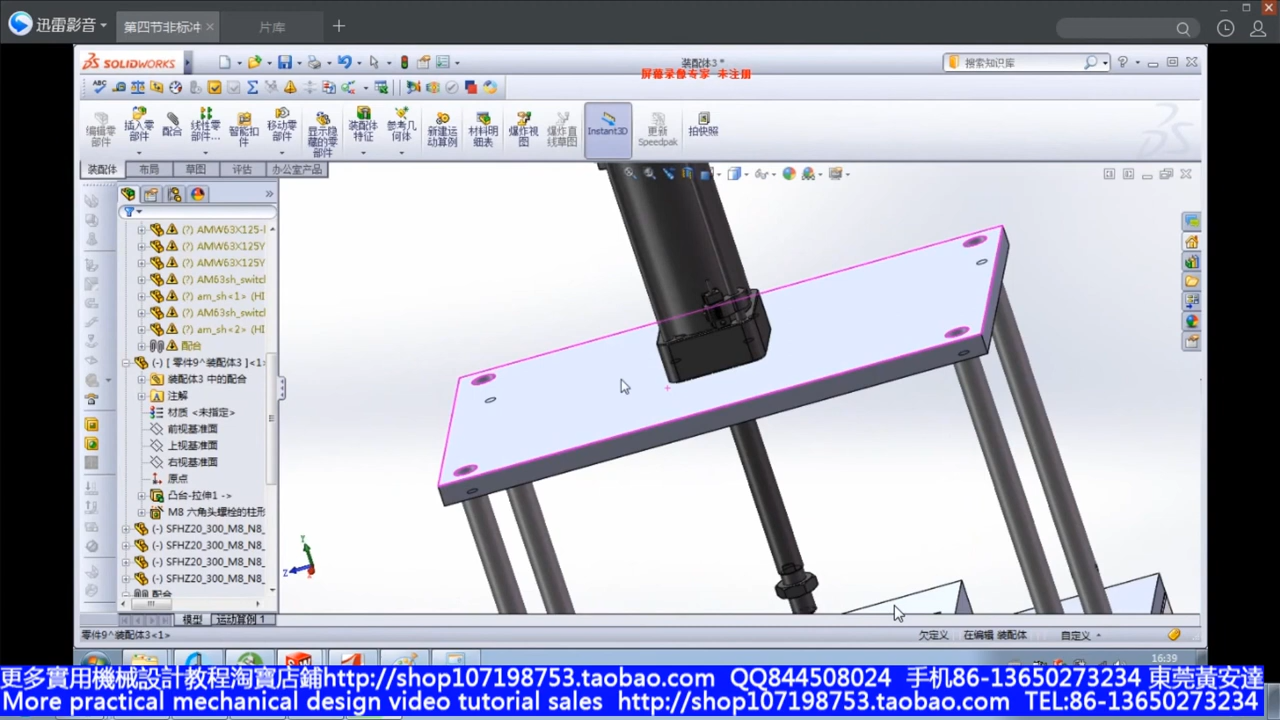 迅雷影音
第四节非标冲
片库
SOLIDWORKS
装配体3 *
屏幕录像专家 未注册
搜索知识库
编辑零部件
插入零部件
配合
线性零部件...
智能扣件
移动零部件
显示隐藏的零部件
装配体特征
参考几何体
新建运动算例
材料明细表
爆炸视图
爆炸直线草图
Instant3D
更新 Speedpak
拍快照
装配体 布局 草图 评估 办公室产品
(?) AMW63X125-
(?) AMW63X125Y
(?) AMW63X125Y
(?) AM63sh_switcl
(?) am_sh<1> (HI
(?) AM63sh_switcl
(?) am_sh<2> (HI
配合
(-) [ 零件9^装配体3 ]<1>
装配体3 中的配合
注解
材质 <未指定>
前视基准面
上视基准面
右视基准面
原点
凸台-拉伸1 ->
M8 六角头螺栓的柱形
(-) SFHZ20_300_M8_N8_
(-) SFHZ20_300_M8_N8_
(-) SFHZ20_300_M8_N8_
(-) SFHZ20_300_M8_N8_
配合
Y
Z
模型 运动算例 1
零件9^装配体3<1>
欠定义 在编辑 装配体 自定义
16:39
更多實用機械設計教程淘寶店鋪http://shop107198753.taobao.com QQ844508024 手机86-13650273234 東莞黃安達
More practical mechanical design video tutorial sales http://shop107198753.taobao.com TEL:86-13650273234